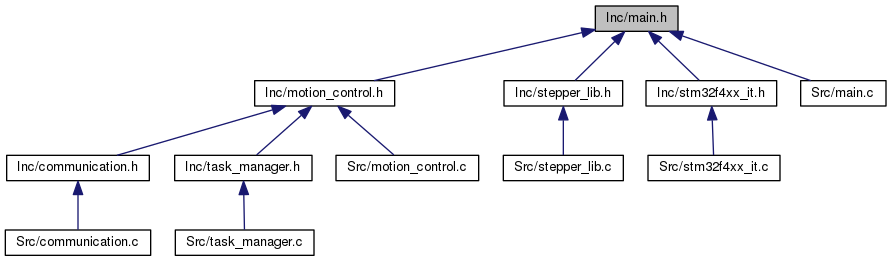 Inc/main.h
Inc/motion_control.h
Inc/stepper_lib.h
Inc/stm32f4xx_it.h
Src/main.c
Inc/communication.h
Inc/task_manager.h
Src/motion_control.c
Src/stepper_lib.c
Src/stm32f4xx_it.c
Src/communication.c
Src/task_manager.c